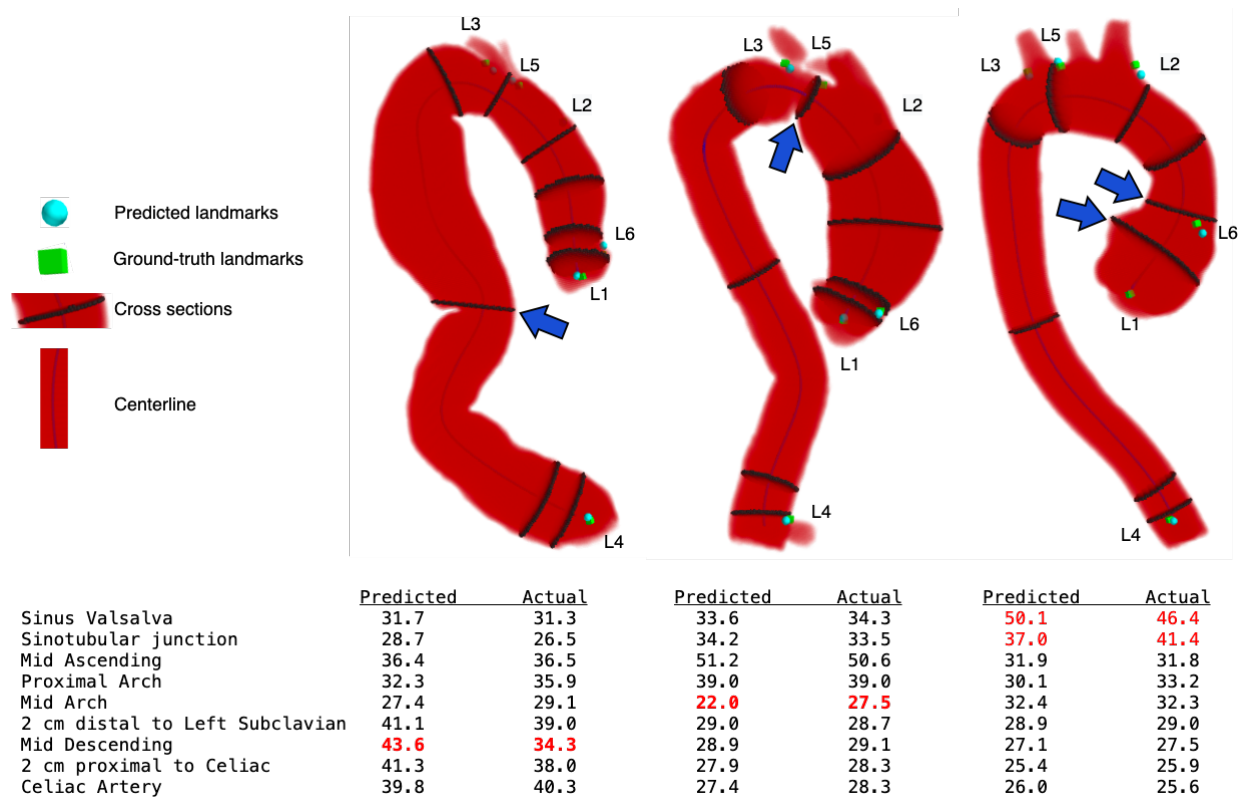 L3
L5
L2
L6
L1
L4
L3
L5
L2
L6
L1
L4
L3
L5
L2
L6
L1
L4
Predicted landmarks
Ground-truth landmarks
Cross sections
Centerline
Predicted Actual Predicted Actual Predicted Actual
Sinus Valsalva 31.7 31.3 33.6 34.3 50.1 46.4
Sinotubular junction 28.7 26.5 34.2 33.5 37.0 41.4
Mid Ascending 36.4 36.5 51.2 50.6 31.9 31.8
Proximal Arch 32.3 35.9 39.0 39.0 30.1 33.2
Mid Arch 27.4 29.1 22.0 27.5 32.4 32.3
2 cm distal to Left Subclavian 41.1 39.0 29.0 28.7 28.9 29.0
Mid Descending 43.6 34.3 28.9 29.1 27.1 27.5
2 cm proximal to Celiac 41.3 38.0 27.9 28.3 25.4 25.9
Celiac Artery 39.8 40.3 27.4 28.3 26.0 25.6